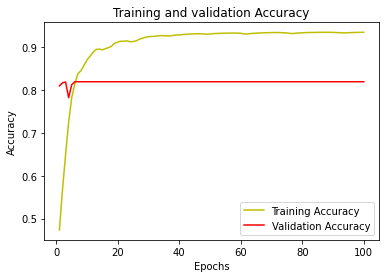 Training and validation Accuracy
Accuracy
0.9
0.8
0.7
0.6
0.5
Training Accuracy
Validation Accuracy
0
20
40
60
80
100
Epochs